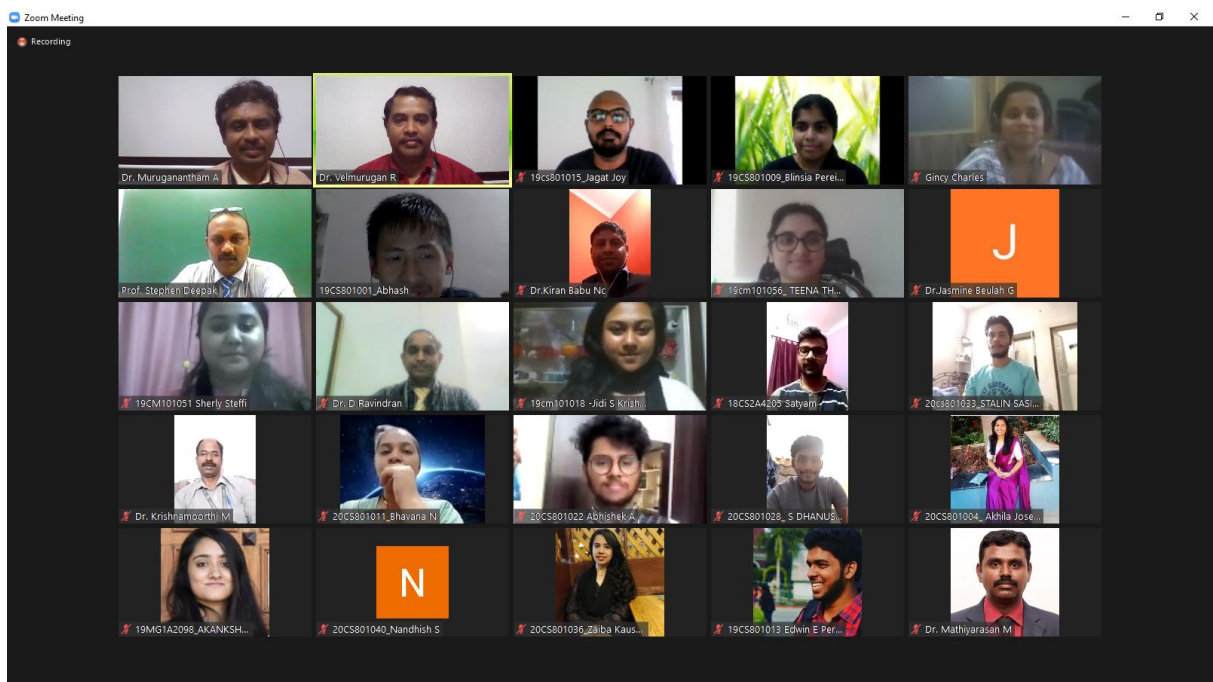 Zoom Meeting
Recording
Dr. Muruganantham A
Dr. Velmurugan R
19cs801015_Jagat Joy
19CS801009_Blinsia Perei...
Gincy Charles
Prof. Stephen Deepak
19CS801001_Abhash
Dr.Kiran Babu Nc
19cm101056_ TEENA TH...
J
Dr.Jasmine Beulah G
19CM101051 Sherly Steffi
Dr. D Ravindran
19cm101018 -Jidi S Krish...
18CS2A4205 Satyam
20cs801033_STALIN SASI...
Dr. Krishnamoorthi M
20CS801011_Bhavana N
20CS801022 Abhishek A
20CS801028_ S DHANUS...
20CS801004_ Akhila Jose...
19MG1A2098_AKANKSH...
N
20CS801040_Nandhish S
20CS801036_Zaiba Kaus...
19CS801013 Edwin E Per...
Dr. Mathiyarasan M